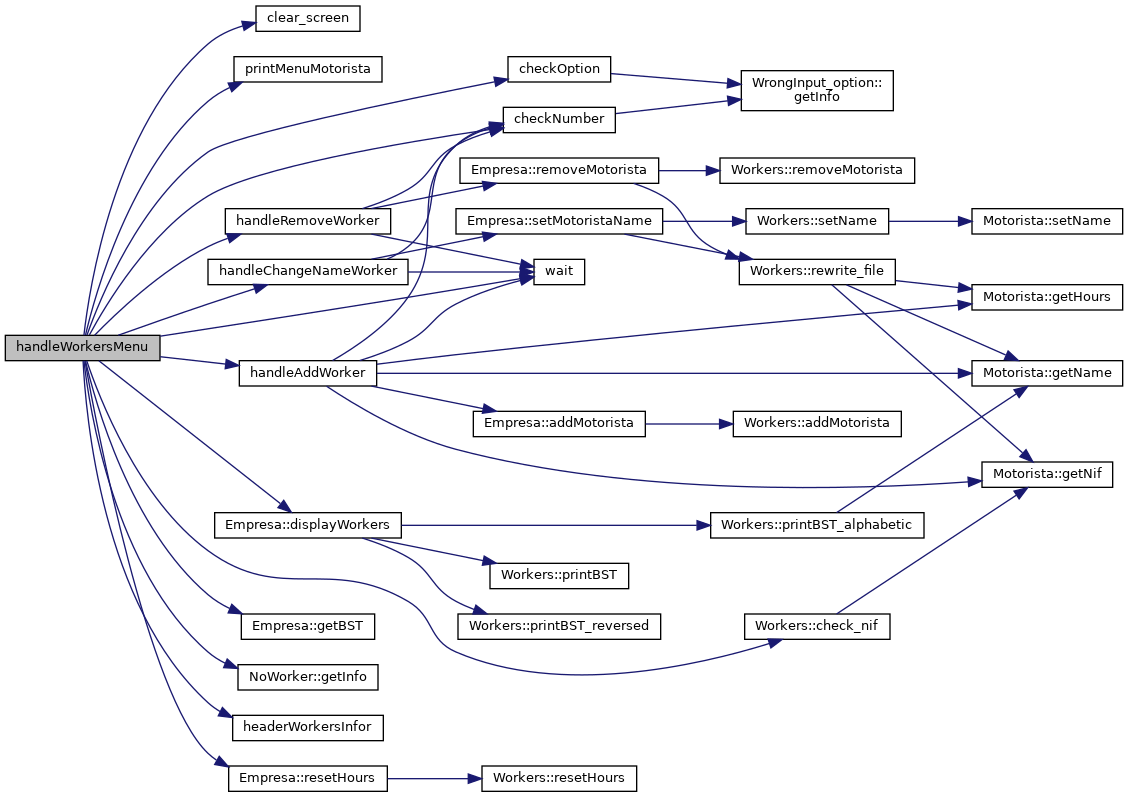 clear_screen
printMenuMotorista
checkOption
WrongInput_option::
getInfo
checkNumber
Empresa::removeMotorista
Workers::removeMotorista
handleRemoveWorker
Empresa::setMotoristaName
Workers::setName
Motorista::setName
handleChangeNameWorker
wait
Workers::rewrite_file
Motorista::getHours
handleWorkersMenu
handleAddWorker
Motorista::getName
Empresa::addMotorista
Workers::addMotorista
Motorista::getNif
Empresa::displayWorkers
Workers::printBST_alphabetic
Workers::printBST
Empresa::getBST
Workers::printBST_reversed
Workers::check_nif
NoWorker::getInfo
headerWorkersInfor
Empresa::resetHours
Workers::resetHours